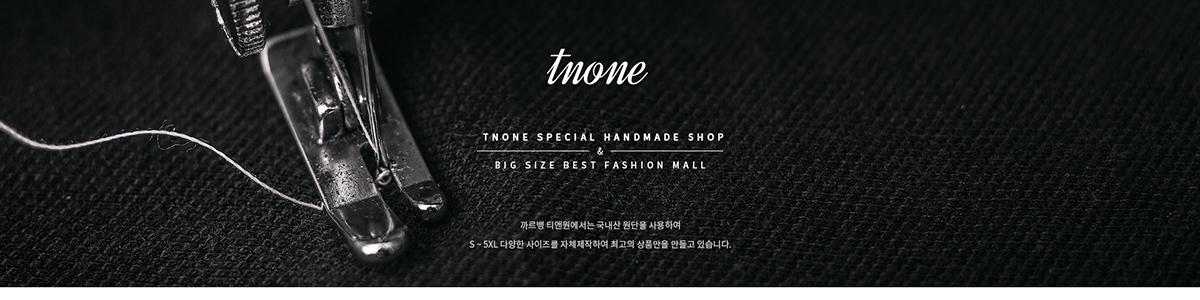 tnone
TNONE SPECIAL HANDMADE SHOP
&
BIG SIZE BEST FASHION MALL
까르뱅 티앤원에서는 국내산 원단을 사용하여
S ~ 5XL 다양한 사이즈를 자체제작하여 최고의 상품만을 만들고 있습니다.